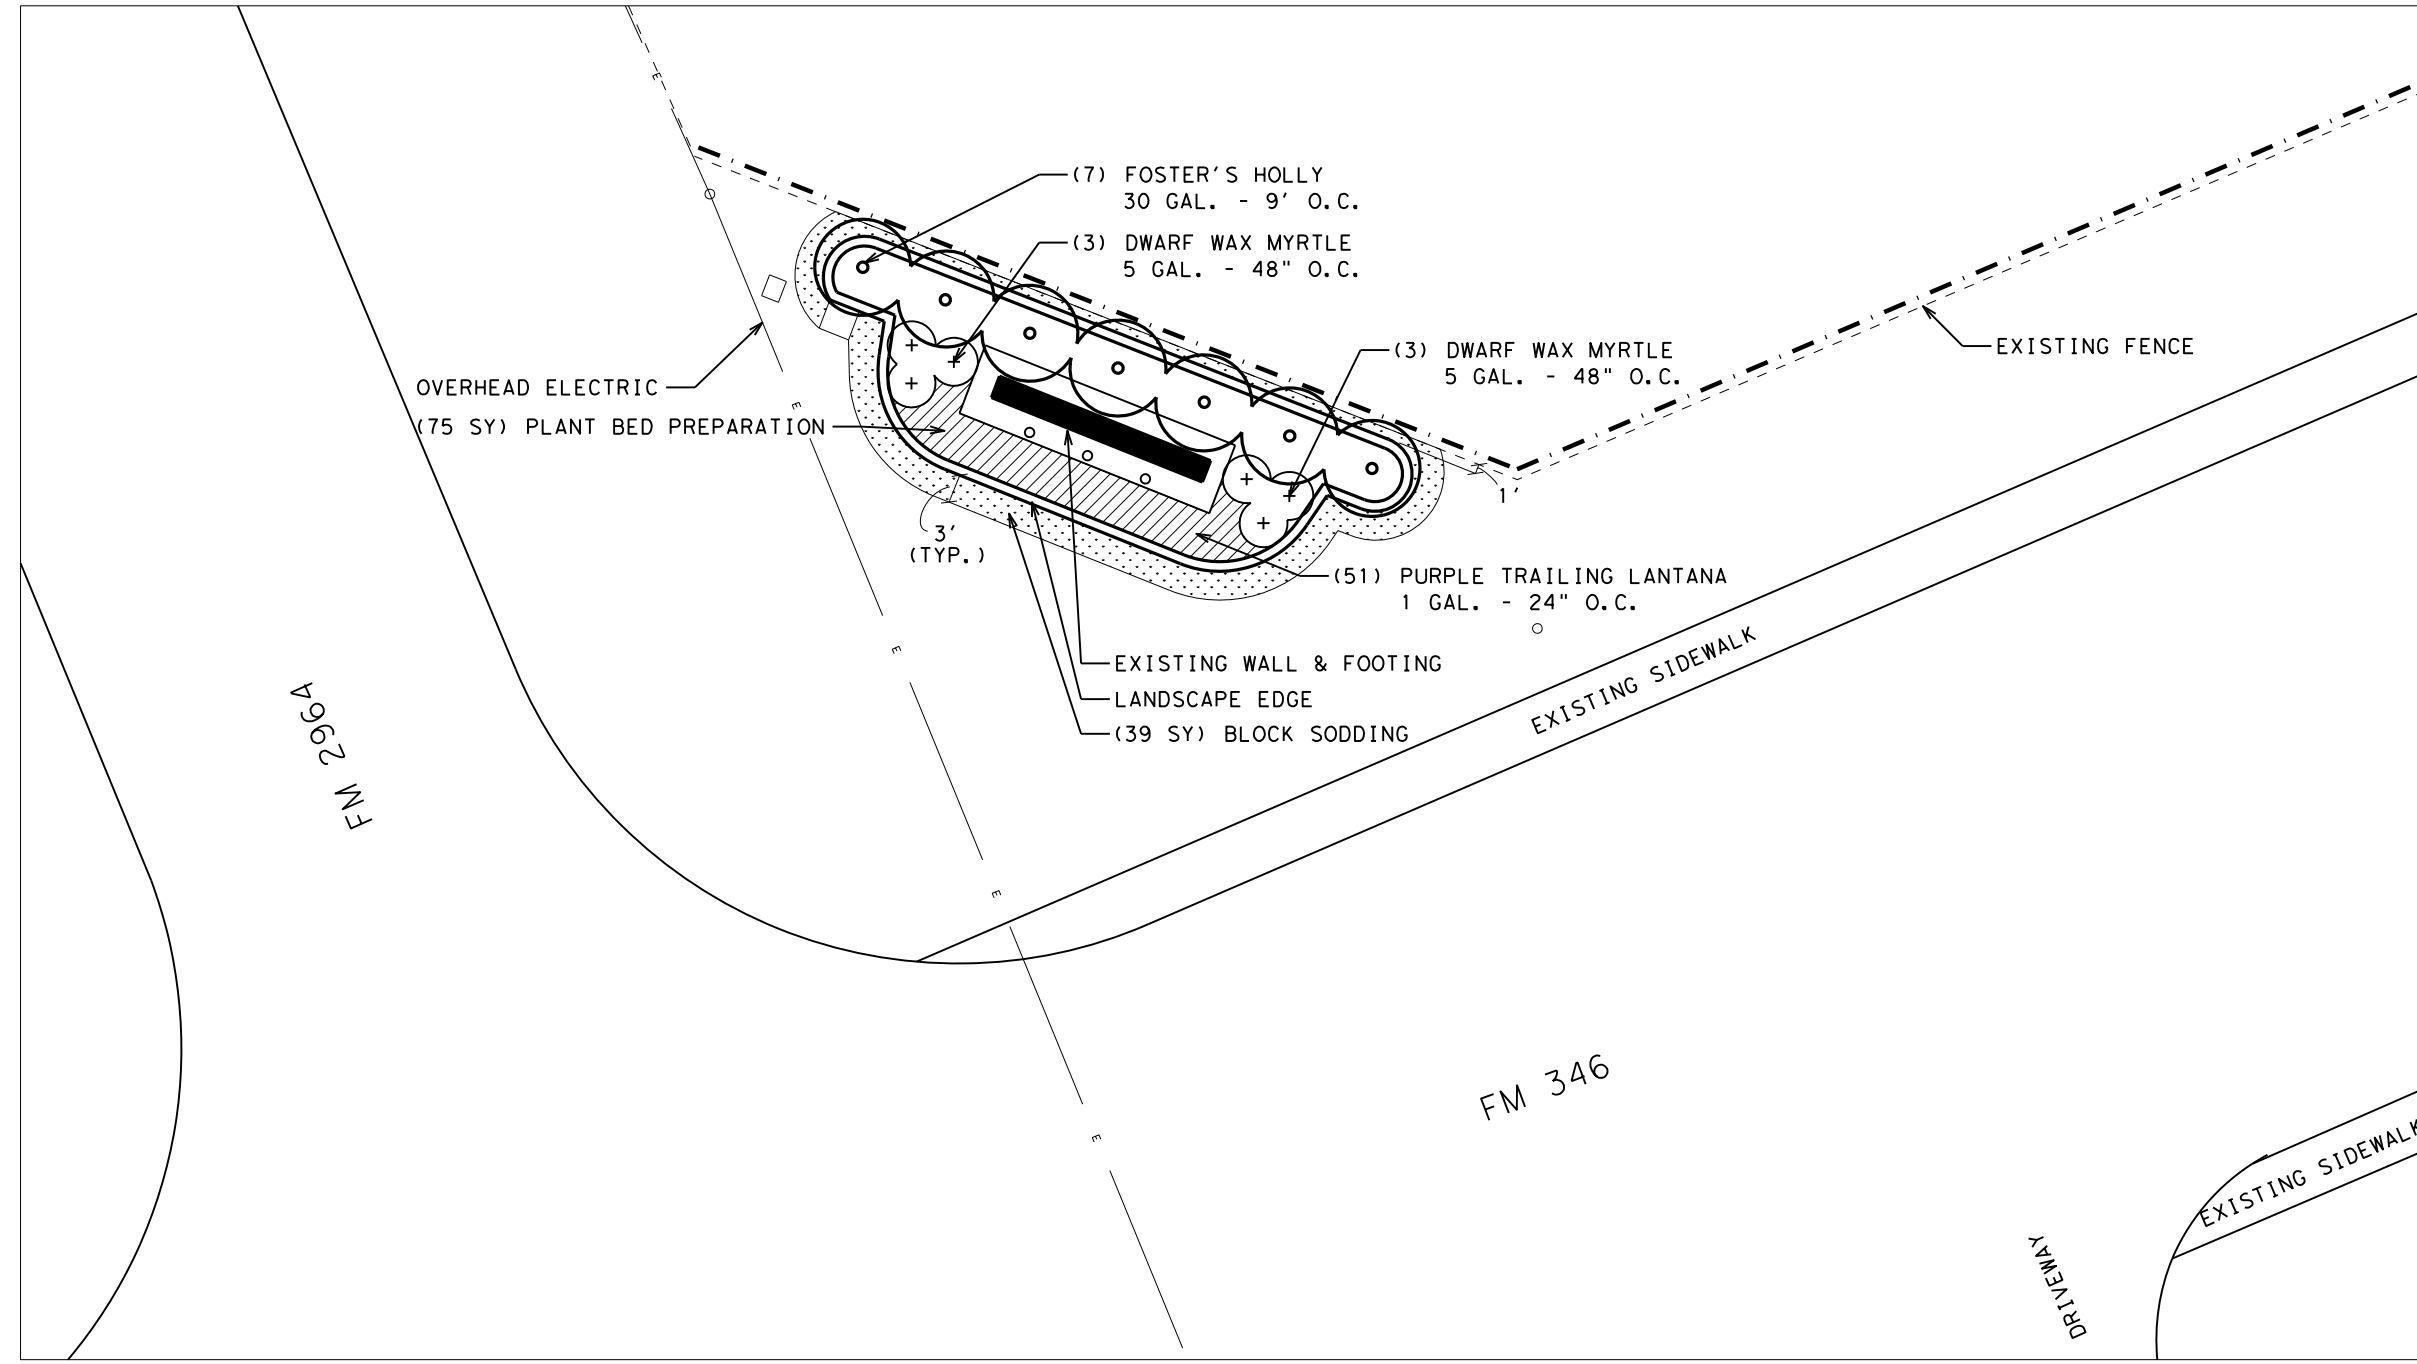 E
(7) FOSTER'S HOLLY
30 GAL. - 9' O.C.
(3) DWARF WAX MYRTLE
5 GAL. - 48" O.C.
(3) DWARF WAX MYRTLE
5 GAL. - 48" O.C.
EXISTING FENCE
OVERHEAD ELECTRIC
E
(75 SY) PLANT BED PREPARATION
1'
3'
(TYP.)
(51) PURPLE TRAILING LANTANA
1 GAL. - 24" O.C.
E
EXISTING WALL & FOOTING
LANDSCAPE EDGE
(39 SY) BLOCK SODDING
EXISTING SIDEWALK
FM 2964
E
FM 346
E
EXISTING SIDEWALK
DRIVEWAY